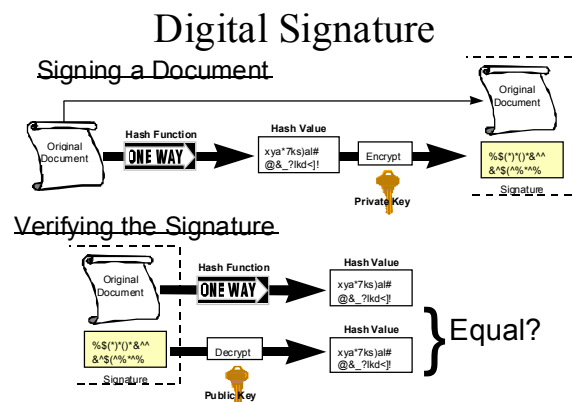 Digital Signature
Signing a Document
Original
Document
Original
Document
Hash Function
ONE WAY
Hash Value
xya*7ks)al#
@&_?lkd<]!
Encrypt
Private Key
%$(*)*()*&^^
&^$(^%*^%
Signature
Verifying the Signature
Original
Document
Hash Function
ONE WAY
Hash Value
xya*7ks)al#
@&_?lkd<]!
%$(*)*()*&^^
&^$(^%*^%
Signature
Decrypt
Public Key
Hash Value
xya*7ks)al#
@&_?lkd<]!
} Equal?